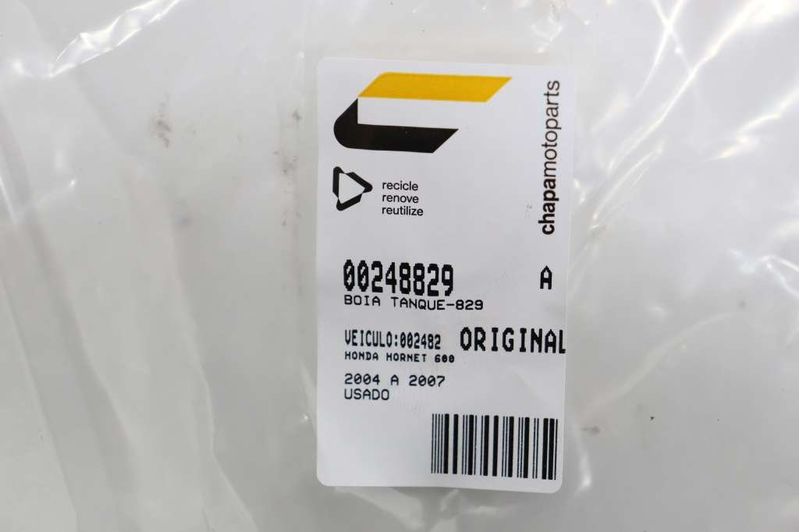 chapamotoparts
recicle
renove
reutilize
00248829 A
BOIA TANQUE-829
VEICULO:002482 ORIGINAL
HONDA HORNET 600
2004 A 2007
USADO